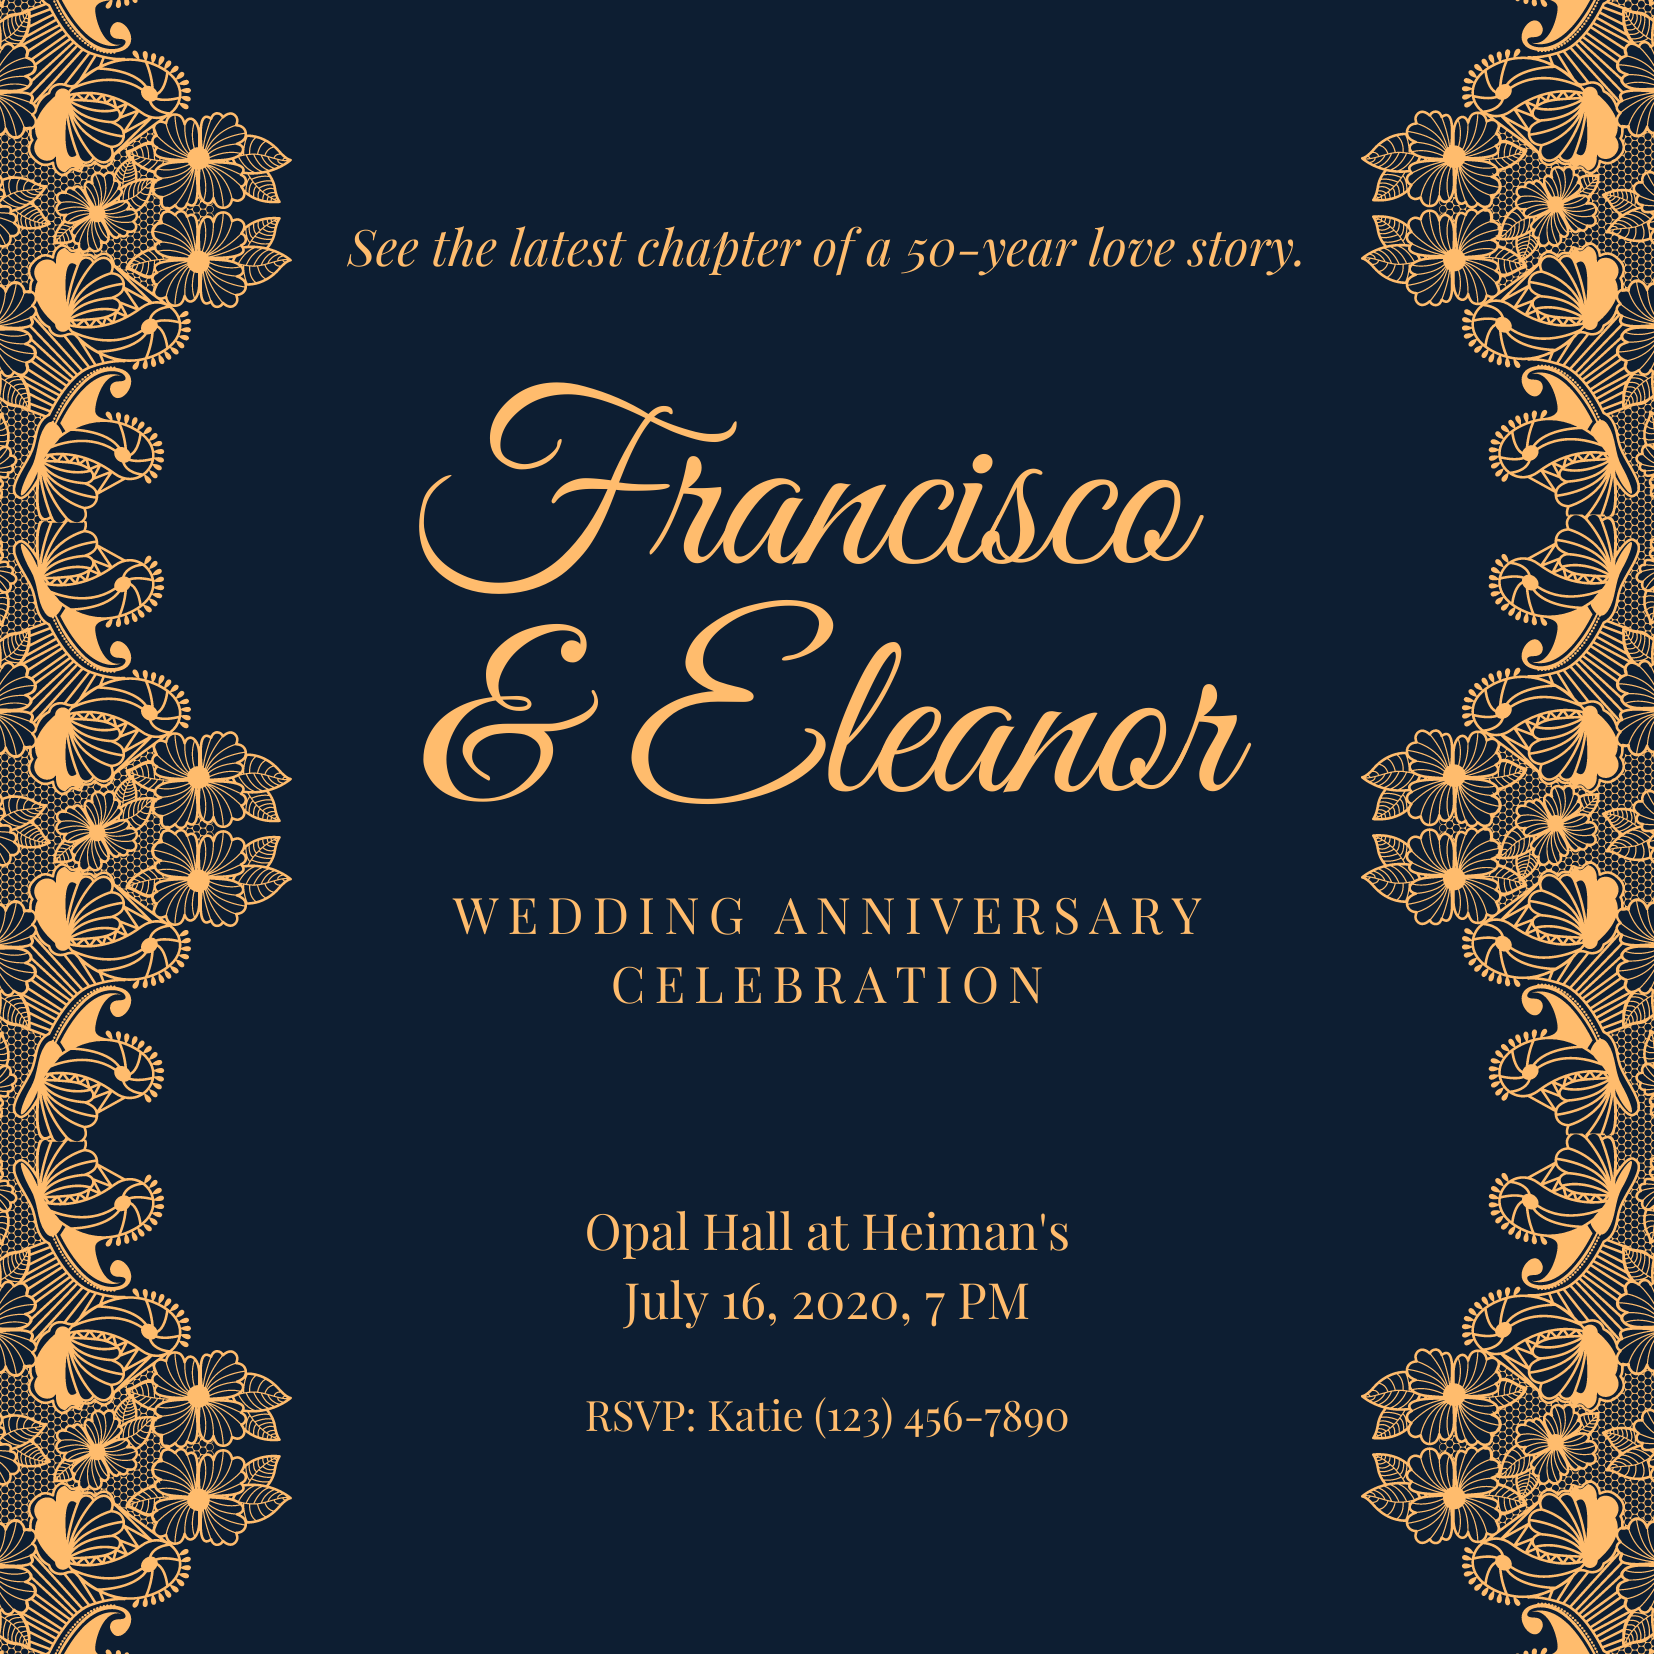 See the latest chapter of a 50-year love story.
Francisco
& Eleanor
WEDDING ANNIVERSARY
CELEBRATION
Opal Hall at Heiman's
July 16, 2020, 7 PM
RSVP: Katie (123) 456-7890